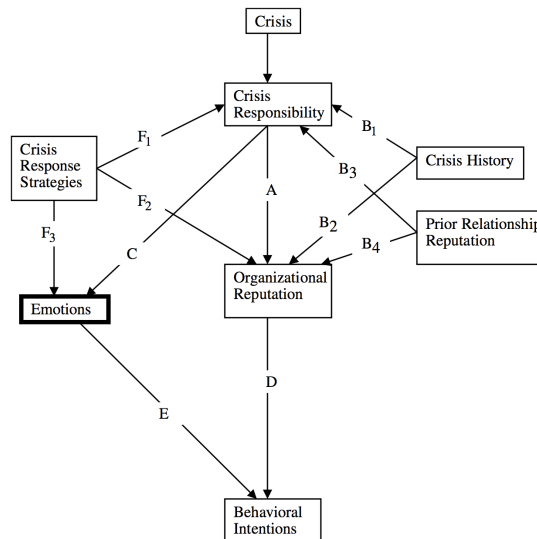 Crisis
Crisis
Responsibility
F1
B1
Crisis
Response
Strategies
Crisis History
B3
A
F2
B2
Prior Relationship
Reputation
F3
B4
C
Organizational
Reputation
Emotions
D
E
Behavioral
Intentions